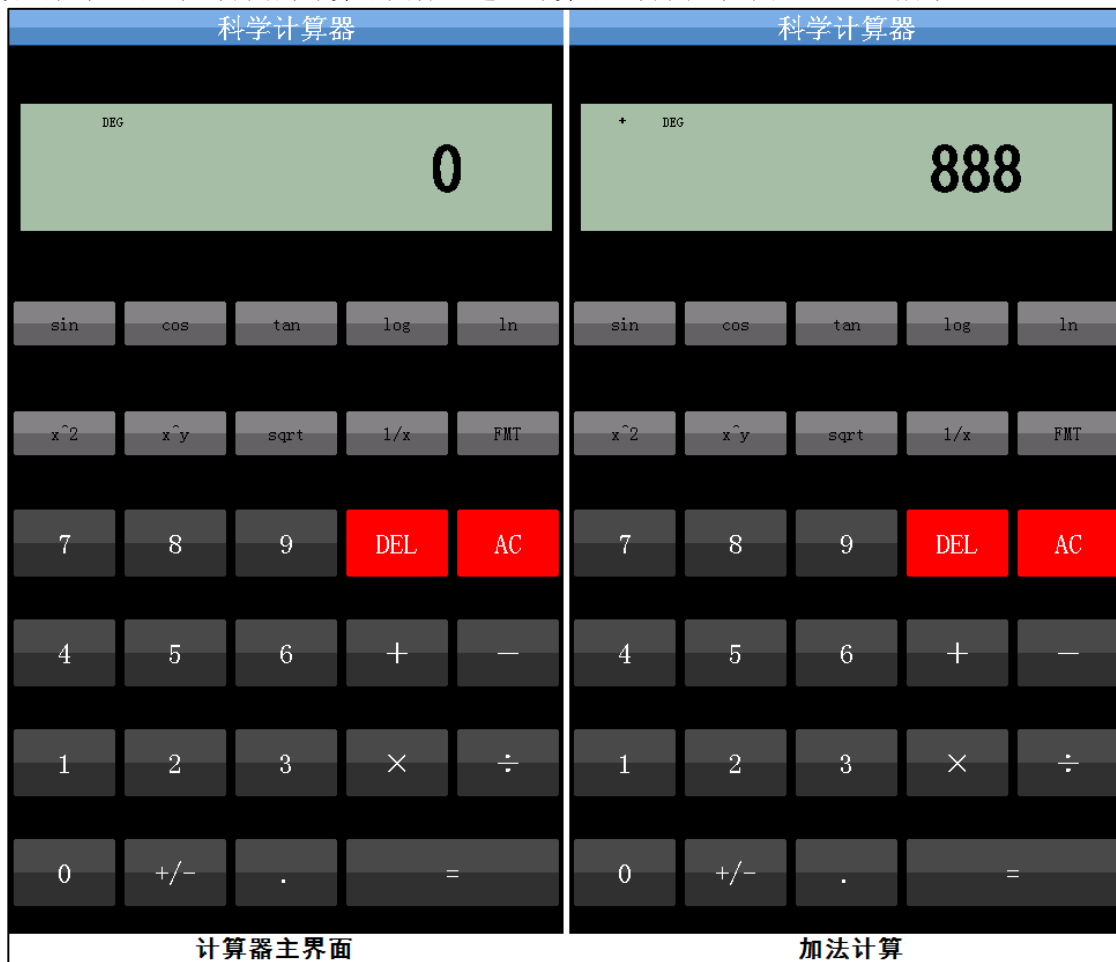 科学计算器
DEG
0
sin cos tan log ln
x^2 x^y sqrt 1/x FMT
7 8 9 DEL AC
4 5 6 + −
1 2 3 × ÷
0 +/− . =
计算器主界面
科学计算器
+ DEG
888
sin cos tan log ln
x^2 x^y sqrt 1/x FMT
7 8 9 DEL AC
4 5 6 + −
1 2 3 × ÷
0 +/− . =
加法计算